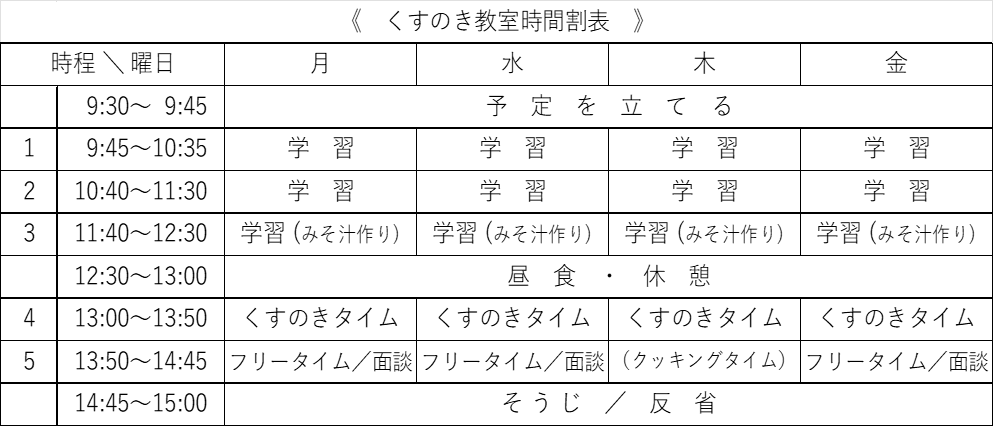 《　くすのき教室時間割表　》
時程 ＼ 曜日 月 水 木 金
9:30～ 9:45 予　定　を　立　て　る
1 9:45～10:35 学　習 学　習 学　習 学　習
2 10:40～11:30 学　習 学　習 学　習 学　習
3 11:40～12:30 学習 (みそ汁作り) 学習 (みそ汁作り) 学習 (みそ汁作り) 学習 (みそ汁作り)
12:30～13:00 昼　食　・　休　憩
4 13:00～13:50 くすのきタイム くすのきタイム くすのきタイム くすのきタイム
5 13:50～14:45 フリータイム／面談 フリータイム／面談 （クッキングタイム） フリータイム／面談
14:45～15:00 そ う じ　／　反　省